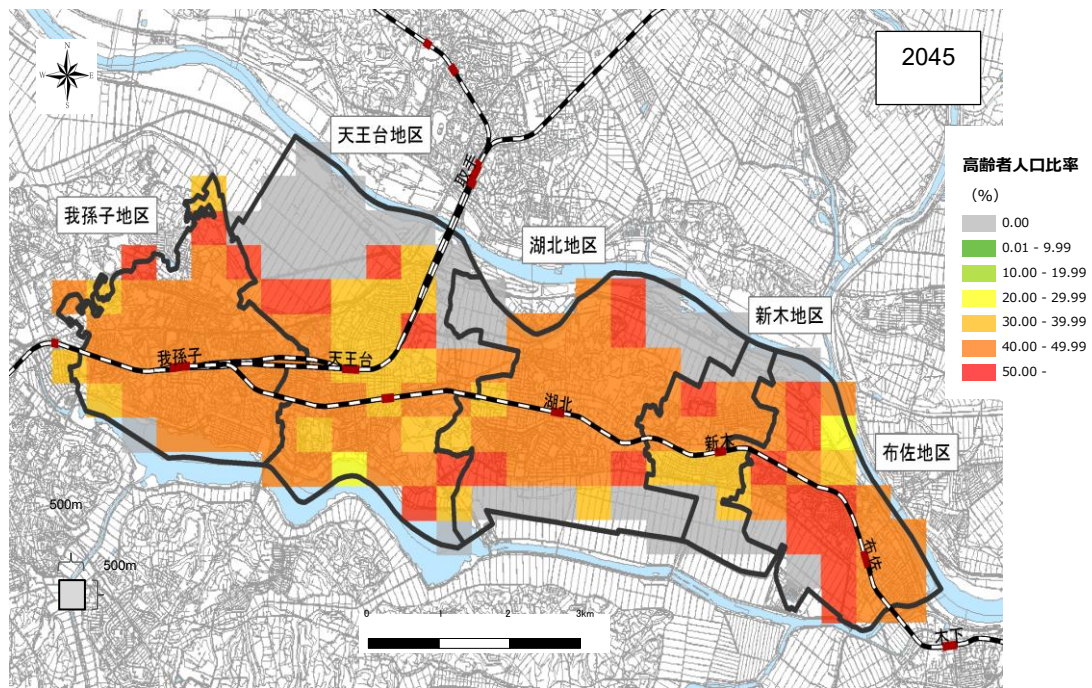 N
W
E
S
2045
天王台地区
我孫子地区
湖北地区
新木地区
布佐地区
取手
我孫子
天王台
湖北
新木
布佐
木下
高齢者人口比率
(%)
0.00
0.01 - 9.99
10.00 - 19.99
20.00 - 29.99
30.00 - 39.99
40.00 - 49.99
50.00 -
500m
500m
0 1 2 3km